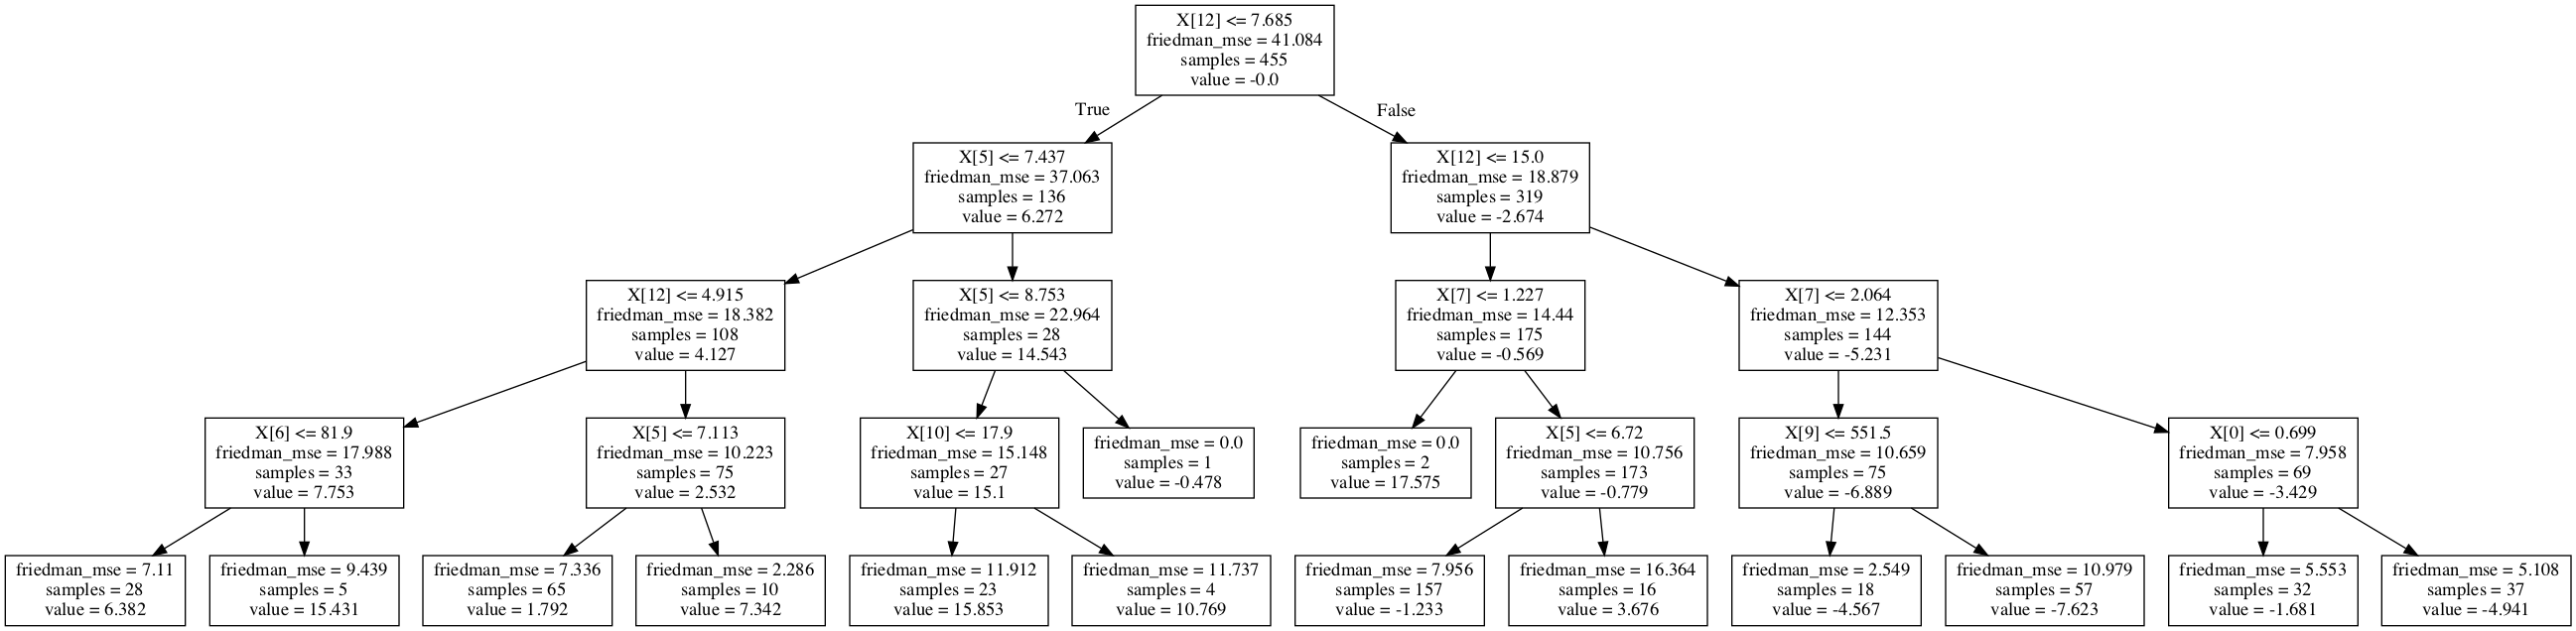 X[12] <= 7.685
friedman_mse = 41.084
samples = 455
value = -0.0
True
False
X[5] <= 7.437
friedman_mse = 37.063
samples = 136
value = 6.272
X[12] <= 15.0
friedman_mse = 18.879
samples = 319
value = -2.674
X[12] <= 4.915
friedman_mse = 18.382
samples = 108
value = 4.127
X[5] <= 8.753
friedman_mse = 22.964
samples = 28
value = 14.543
X[7] <= 1.227
friedman_mse = 14.44
samples = 175
value = -0.569
X[7] <= 2.064
friedman_mse = 12.353
samples = 144
value = -5.231
X[6] <= 81.9
friedman_mse = 17.988
samples = 33
value = 7.753
X[5] <= 7.113
friedman_mse = 10.223
samples = 75
value = 2.532
X[10] <= 17.9
friedman_mse = 15.148
samples = 27
value = 15.1
friedman_mse = 0.0
samples = 1
value = -0.478
friedman_mse = 0.0
samples = 2
value = 17.575
X[5] <= 6.72
friedman_mse = 10.756
samples = 173
value = -0.779
X[9] <= 551.5
friedman_mse = 10.659
samples = 75
value = -6.889
X[0] <= 0.699
friedman_mse = 7.958
samples = 69
value = -3.429
friedman_mse = 7.11
samples = 28
value = 6.382
friedman_mse = 9.439
samples = 5
value = 15.431
friedman_mse = 7.336
samples = 65
value = 1.792
friedman_mse = 2.286
samples = 10
value = 7.342
friedman_mse = 11.912
samples = 23
value = 15.853
friedman_mse = 11.737
samples = 4
value = 10.769
friedman_mse = 7.956
samples = 157
value = -1.233
friedman_mse = 16.364
samples = 16
value = 3.676
friedman_mse = 2.549
samples = 18
value = -4.567
friedman_mse = 10.979
samples = 57
value = -7.623
friedman_mse = 5.553
samples = 32
value = -1.681
friedman_mse = 5.108
samples = 37
value = -4.941